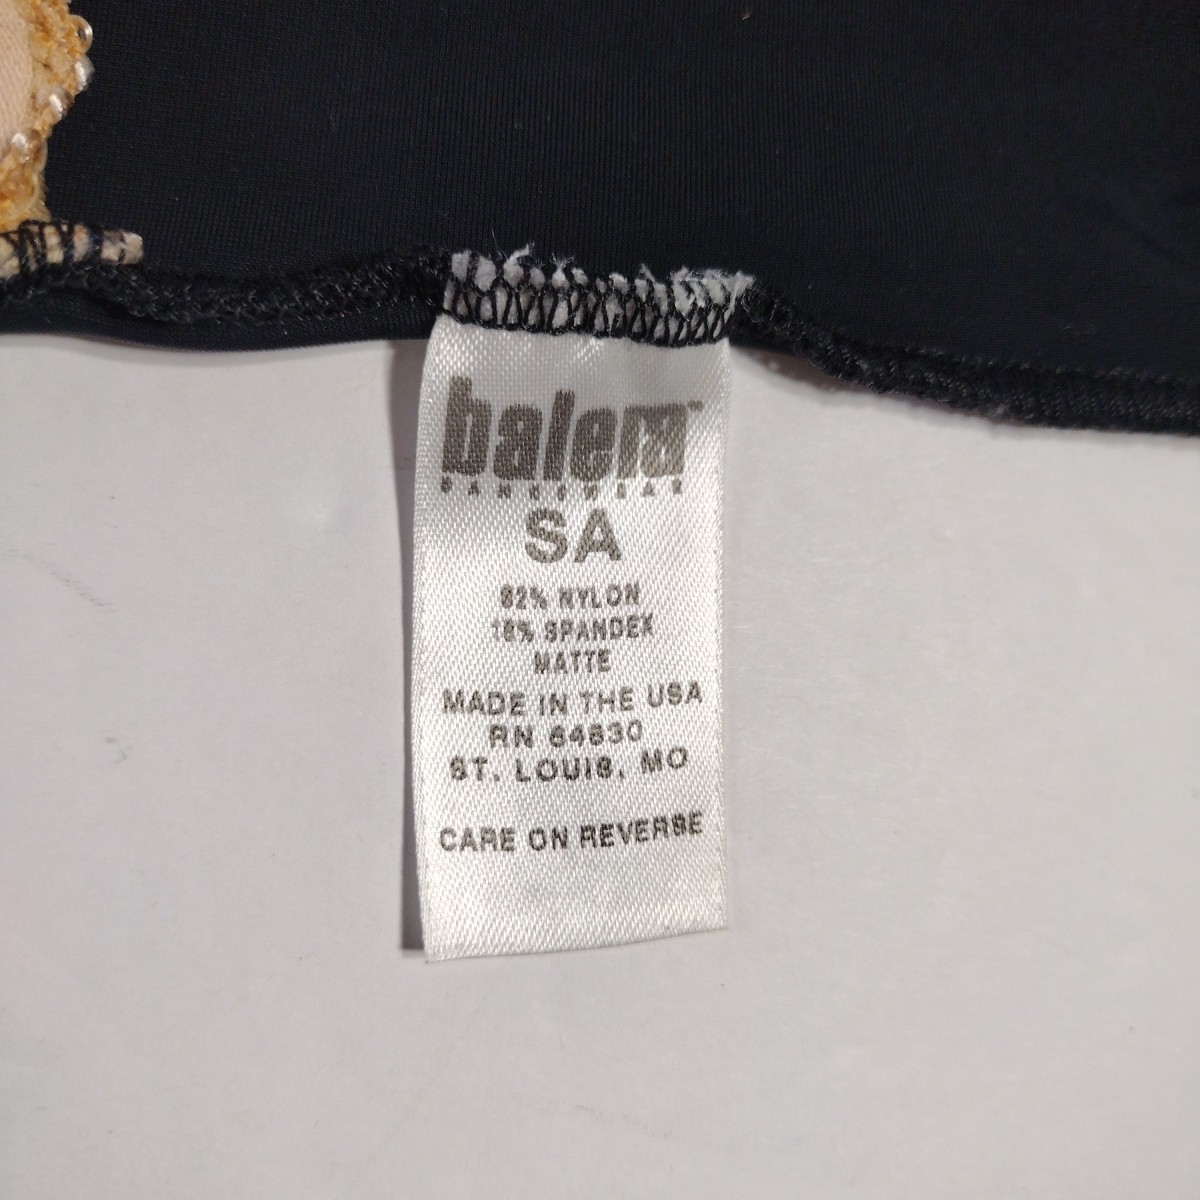 balera™
DANCEWEAR
SA
82% NYLON
18% SPANDEX
MATTE
MADE IN THE USA
RN 64830
ST. LOUIS, MO
CARE ON REVERSE